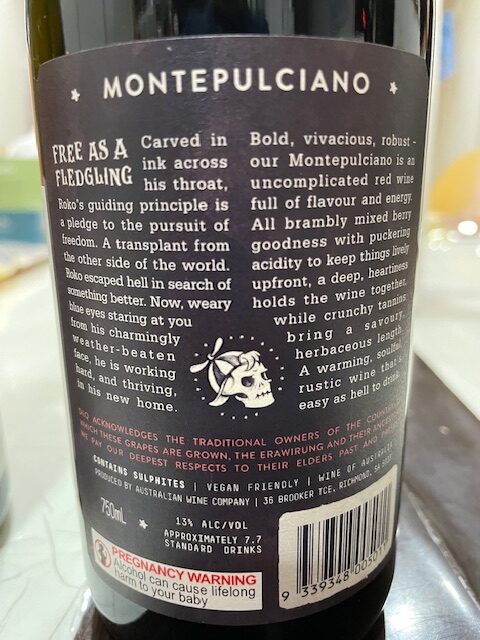 MONTEPULCIANO
FREE AS A
FLEDGLING
Carved in
ink across
his throat,
Roko's guiding principle is
a pledge to the pursuit of
freedom. A transplant from
the other side of the world.
Roko escaped hell in search of
something better. Now, weary
blue eyes staring at you
from his charmingly
weather-beaten
face, he is working
hard, and thriving,
in his new home.
Bold, vivacious, robust -
our Montepulciano is an
uncomplicated red wine
full of flavour and energy.
All brambly mixed berry
goodness with puckering
acidity to keep things lively
upfront, a deep, heartiness
holds the wine together,
while crunchy tannins
bring a savoury,
herbaceous length.
A warming, soulful,
rustic wine that's
easy as hell to drink.
ACKNOWLEDGES THE TRADITIONAL OWNERS OF THE COUNTRY
WHICH THESE GRAPES ARE GROWN, THE ERAWIRUNG AND THEIR
WE PAY OUR DEEPEST RESPECTS TO THEIR ELDERS PAST AND
CONTAINS SULPHITES | VEGAN FRIENDLY | WINE OF AUSTRALIA
PRODUCED BY AUSTRALIAN WINE COMPANY | 36 BROOKER TCE, RICHMOND, SA
750mL
13% ALC/VOL
APPROXIMATELY 7.7
STANDARD DRINKS
PREGNANCY WARNING
Alcohol can cause lifelong
harm to your baby
9 339348 003011